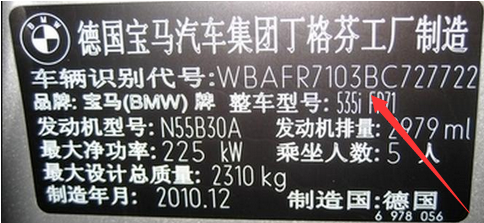 BMW
德国宝马汽车集团丁格芬工厂制造
车辆识别代号:WBAFR7103BC727722
品牌: 宝马(BMW) 牌 整车型号: 535i
发动机型号: N55B30A 发动机排量: 2979 ml
最大净功率: 225 kW 乘坐人数: 5 人
最大设计总质量: 2310 kg
制造年月: 2010.12 制造国: 德国
6 978 056